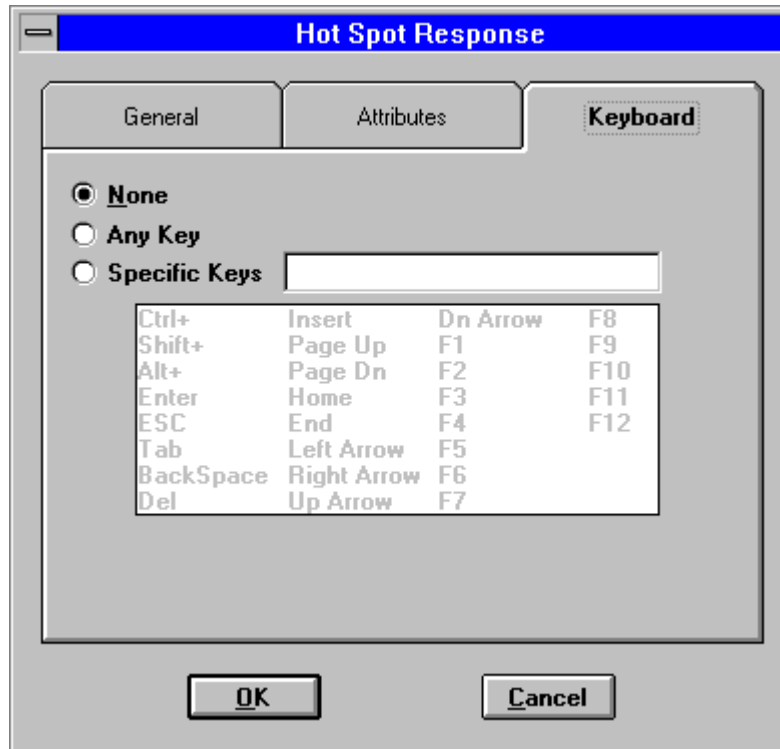 Hot Spot Response
General Attributes Keyboard
None
Any Key
Specific Keys
Ctrl+ Insert Dn Arrow F8
Shift+ Page Up F1 F9
Alt+ Page Dn F2 F10
Enter Home F3 F11
ESC End F4 F12
Tab Left Arrow F5
BackSpace Right Arrow F6
Del Up Arrow F7
OK Cancel